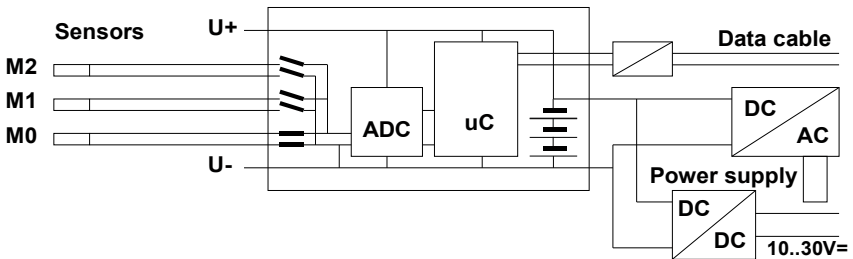 Sensors
U+
M2
M1
M0
U-
ADC
uC
Data cable
DC
AC
Power supply
DC
DC
10..30V=